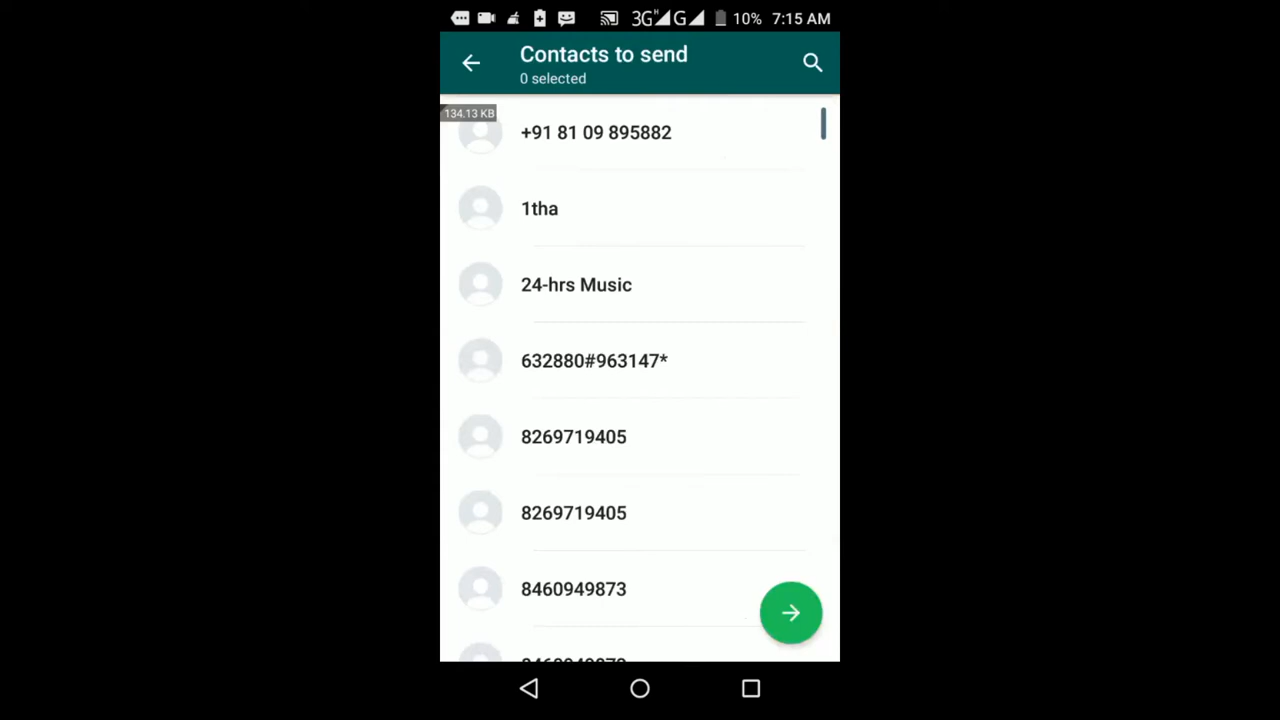 3G H G 10% 7:15 AM
Contacts to send
0 selected
134.13 KB
+91 81 09 895882
1tha
24-hrs Music
632880#963147*
8269719405
8269719405
8460949873